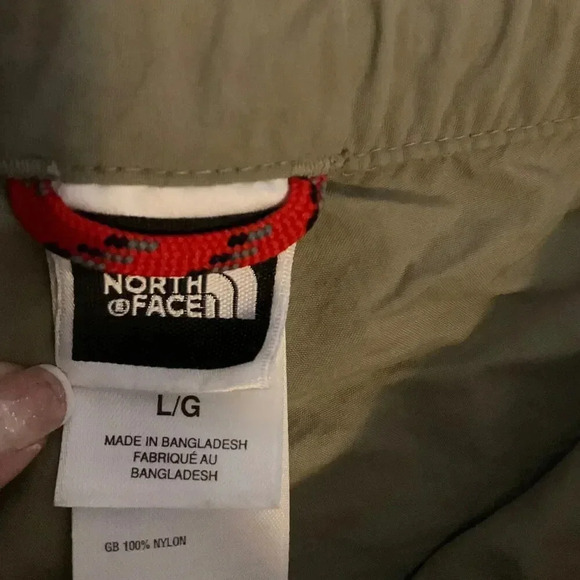 NORTH
FACE
L/G
MADE IN BANGLADESH
FABRIQUÉ AU
BANGLADESH
GB 100% NYLON